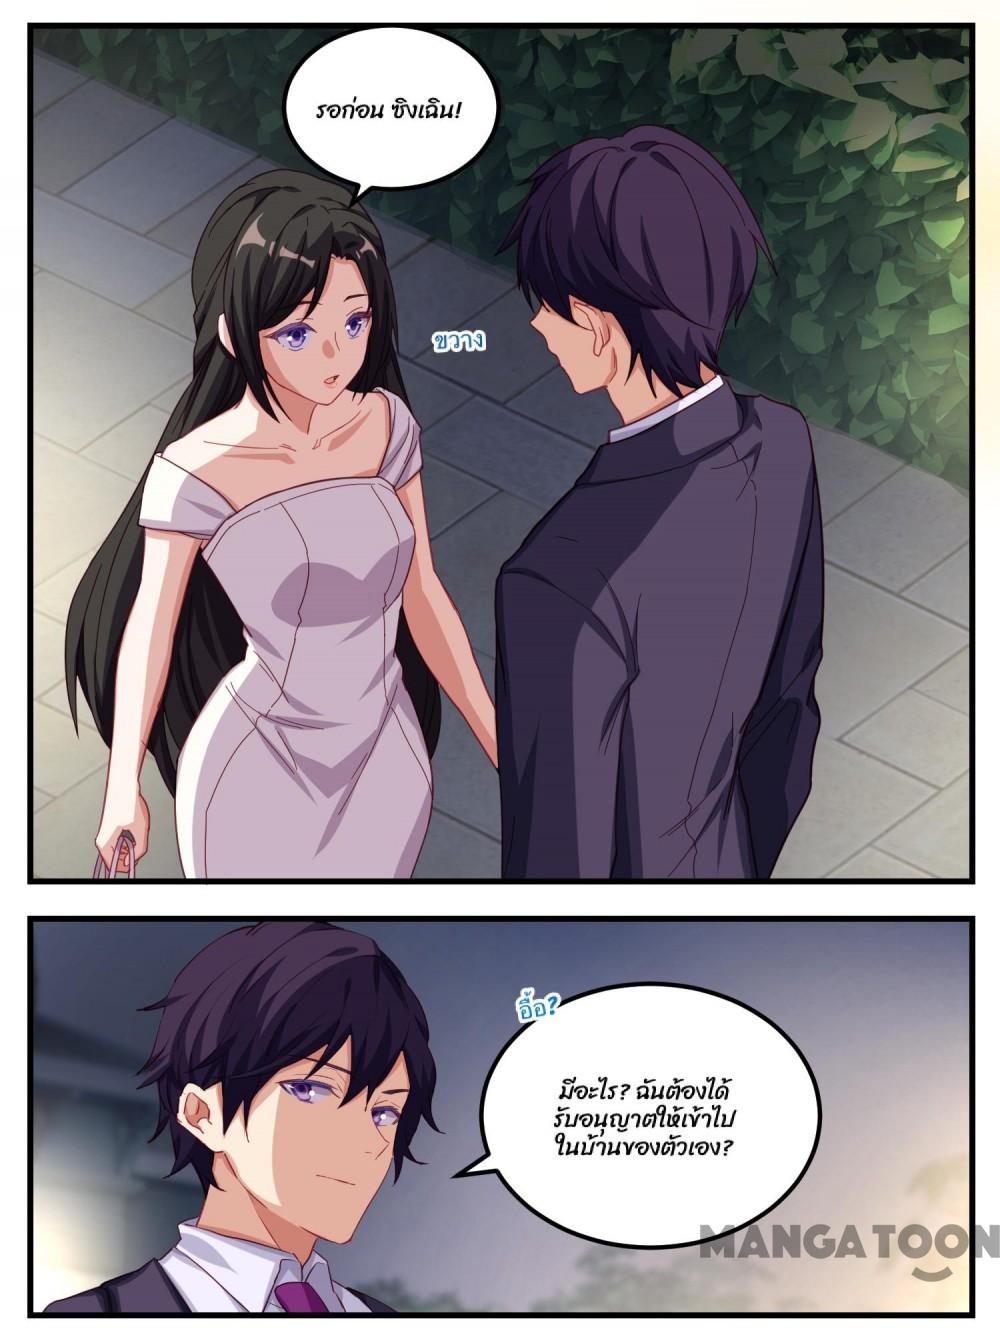 รอก่อน ซิงเฉิน!
ขวาง
อื้อ?
มีอะไร? ฉันต้องได้
รับอนุญาตให้เข้าไป
ในบ้านของตัวเอง?
MANGATOON